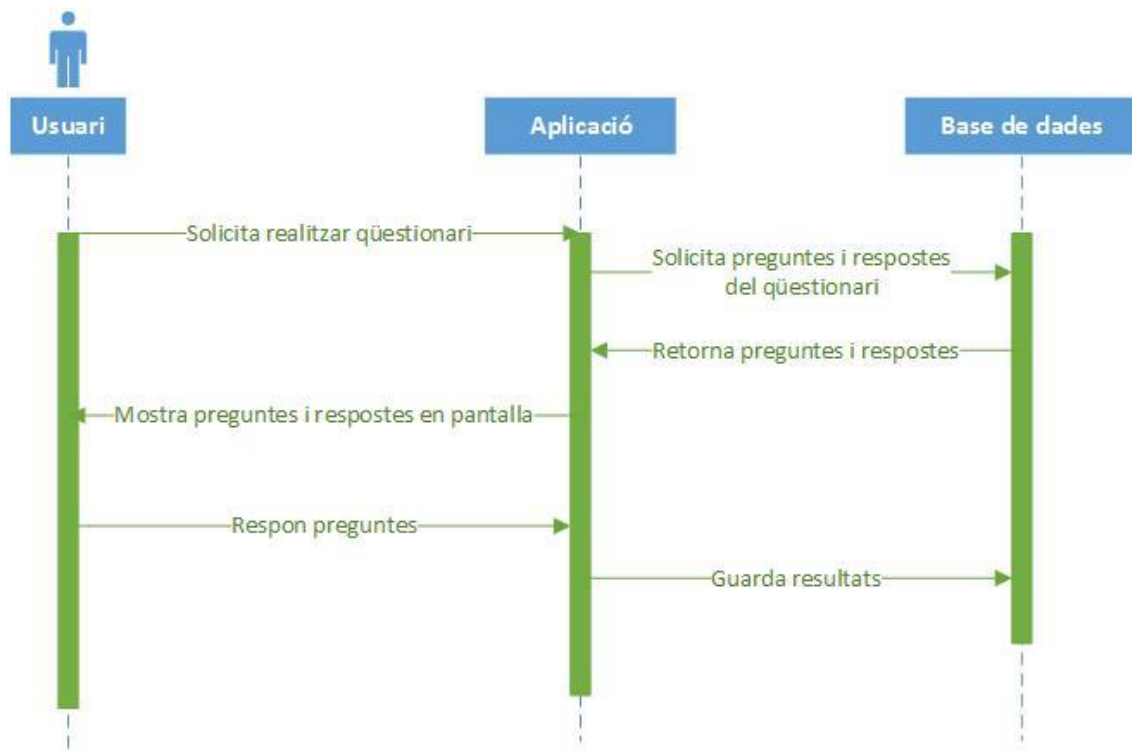 Usuari
Aplicació
Base de dades
Solicita realitzar qüestionari
Solicita preguntes i respostes
del qüestionari
Retorna preguntes i respostes
Mostra preguntes i respostes en pantalla
Respon preguntes
Guarda resultats